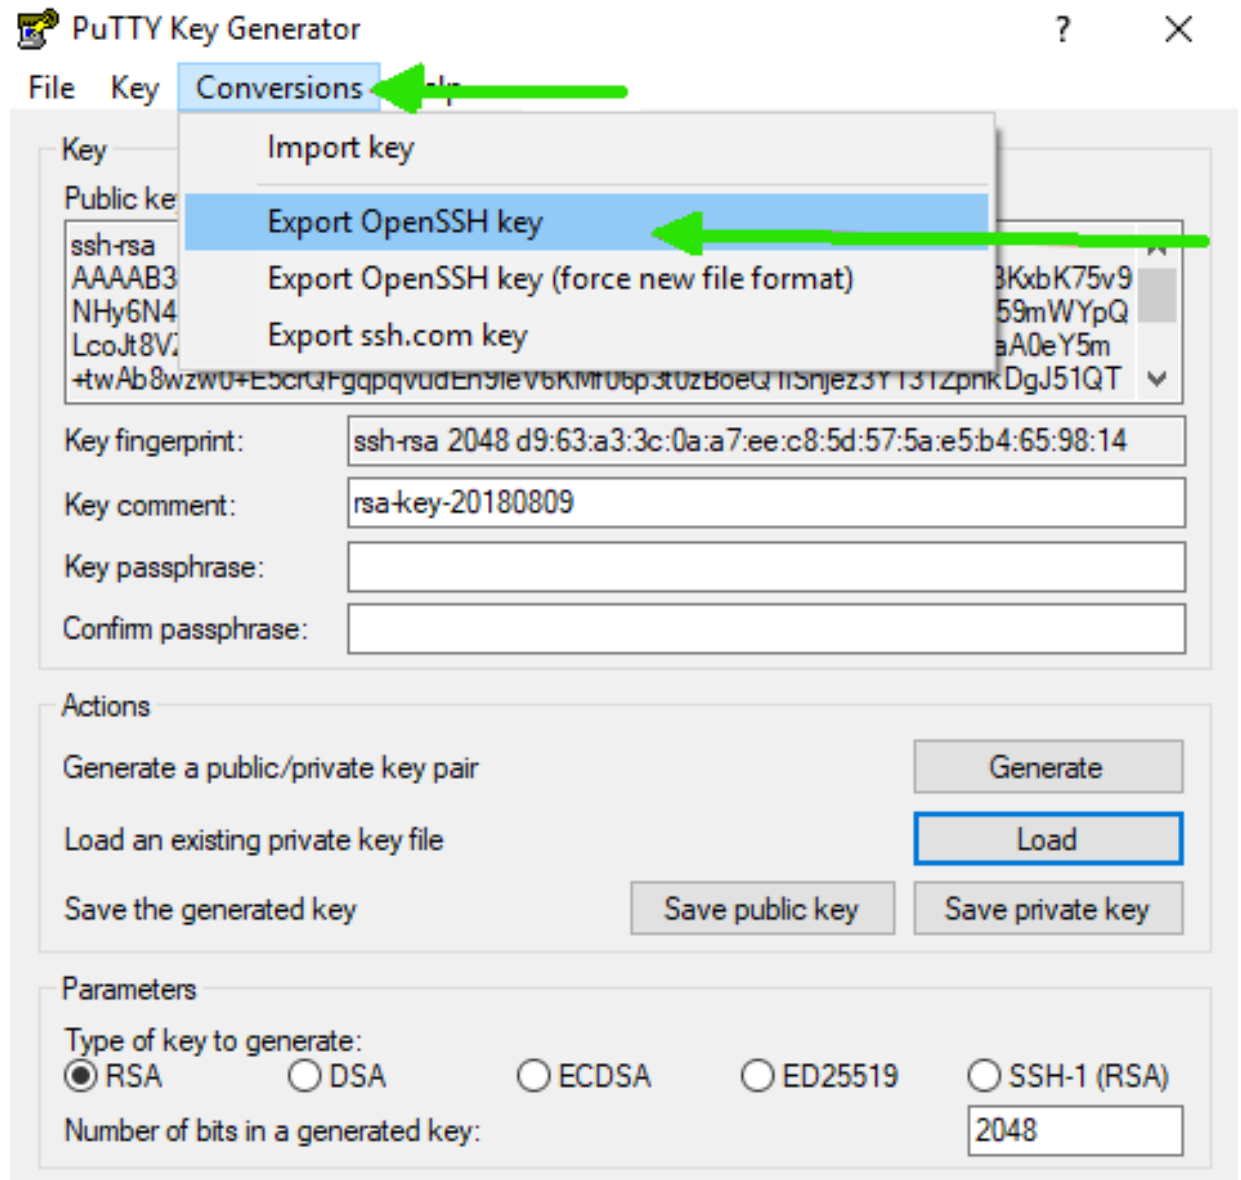 PuTTY Key Generator
?
File Key Conversions
Import key
Export OpenSSH key
Export OpenSSH key (force new file format)
Export ssh.com key
Key
Public
ssh-rsa
AAAAB3 3KxbK75v9
NHy6N4 59mWYpQ
LcoJt8V aA0eY5m
Key fingerprint: ssh-rsa 2048 d9:63:a3:3c:0a:a7:ee:c8:5d:57:5a:e5:b4:65:98:14
Key comment: rsa-key-20180809
Key passphrase:
Confirm passphrase:
Actions
Generate a public/private key pair Generate
Load an existing private key file Load
Save the generated key Save public key Save private key
Parameters
Type of key to generate:
RSA DSA ECDSA ED25519 SSH-1 (RSA)
Number of bits in a generated key: 2048